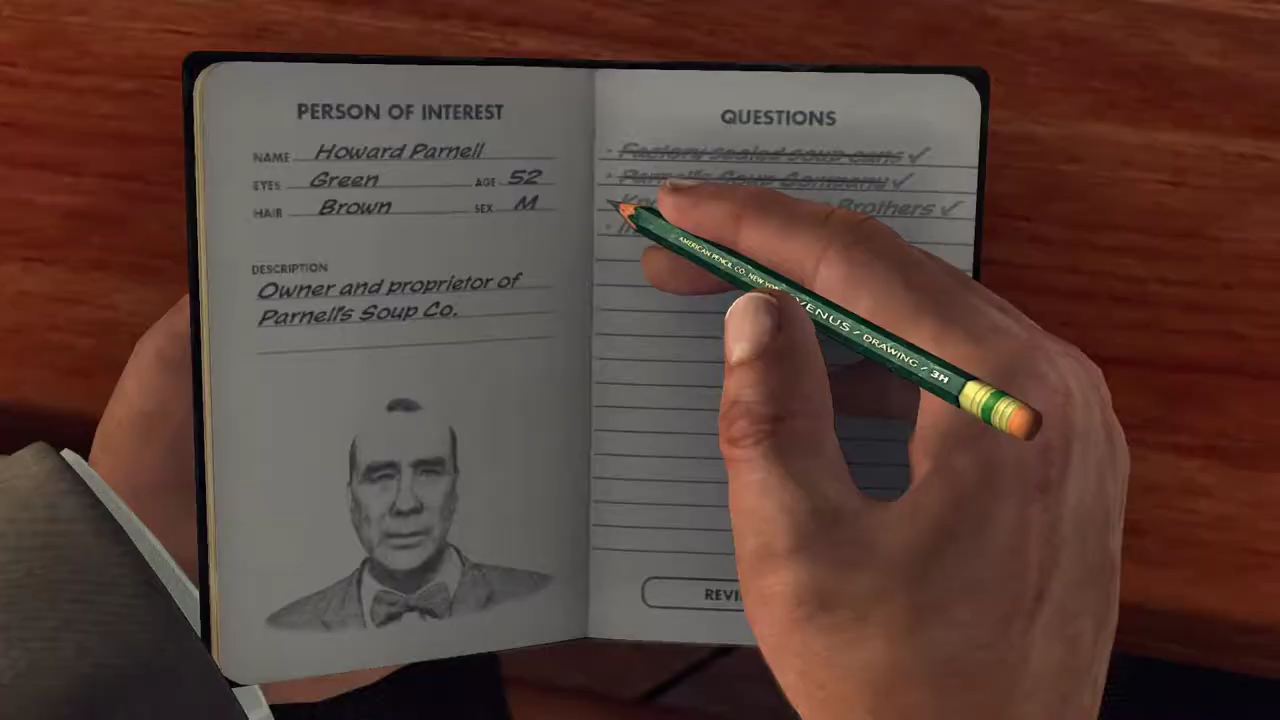 PERSON OF INTEREST
NAME Howard Parnell
EYES Green AGE 52
HAIR Brown SEX M
DESCRIPTION
Owner and proprietor of
Parnell's Soup Co.
QUESTIONS
Factory sealed soup cans ✓
Parnell's Soup Company ✓
Brothers ✓
AMERICAN PENCIL CO. NEW YORK
VENUS / DRAWING / 3H